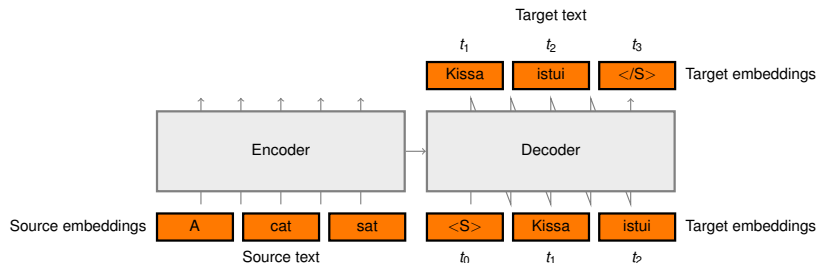 Target text
t1 t2 t3
Kissa istui </S> Target embeddings
Encoder Decoder
Source embeddings A cat sat <S> Kissa istui Target embeddings
Source text t0 t1 t2